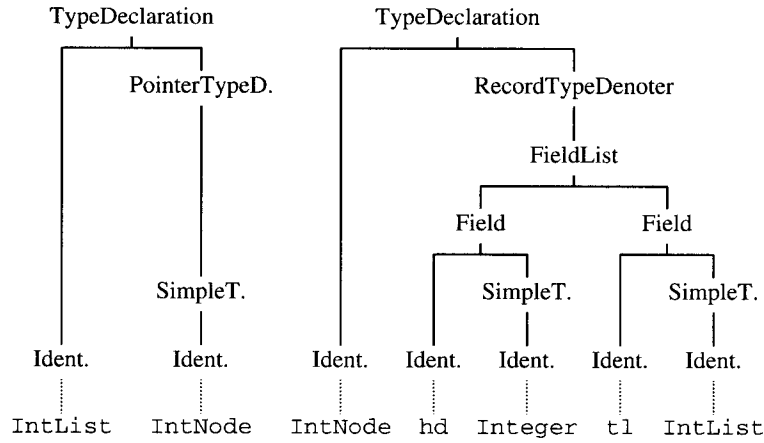 TypeDeclaration TypeDeclaration
PointerTypeD. RecordTypeDenoter
FieldList
Field Field
SimpleT. SimpleT. SimpleT.
Ident. Ident. Ident. Ident. Ident. Ident. Ident.
IntList IntNode IntNode hd Integer tl IntList